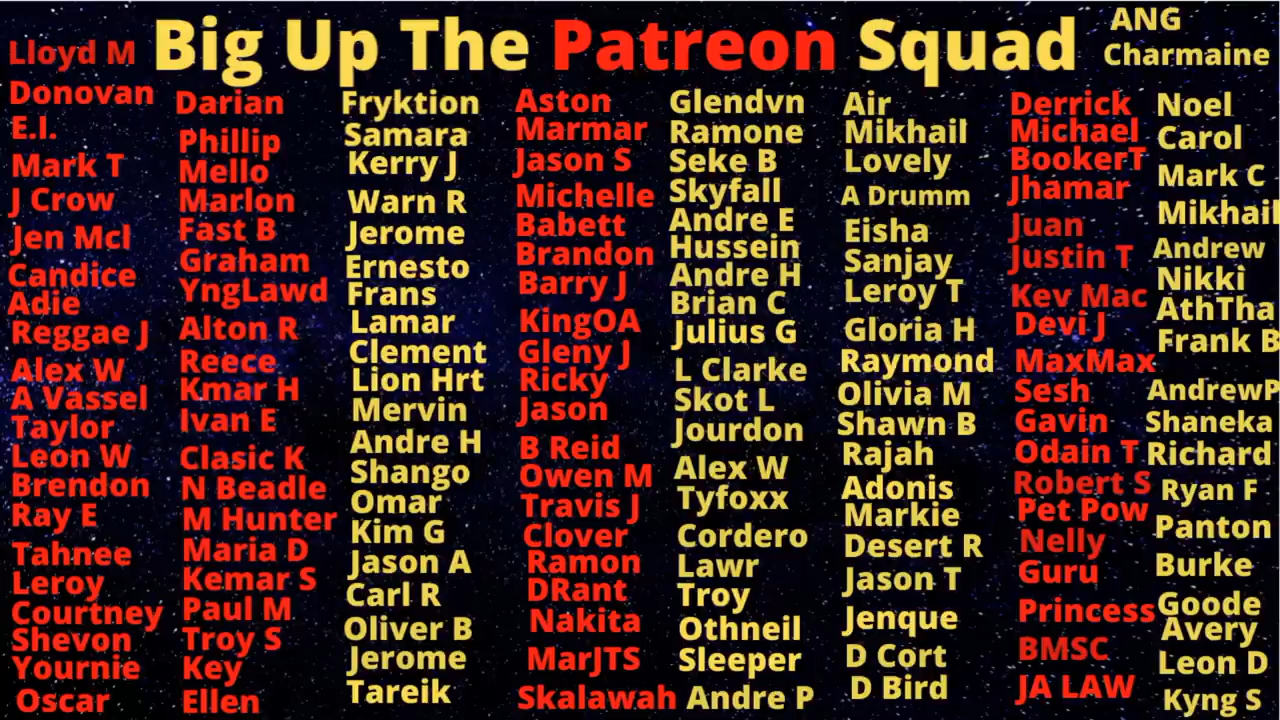 Big Up The Patreon Squad
Lloyd M
Donovan
E.I.
Mark T
J Crow
Jen Mcl
Candice
Adie
Reggae J
Alex W
A Vassel
Taylor
Leon W
Brendon
Ray E
Tahnee
Leroy
Courtney
Shevon
Yournie
Oscar
Darian
Phillip
Mello
Marlon
Fast B
Graham
YngLawd
Alton R
Reece
Kmar H
Ivan E
Clasic K
N Beadle
M Hunter
Maria D
Kemar S
Paul M
Troy S
Key
Ellen
Fryktion
Samara
Kerry J
Warn R
Jerome
Ernesto
Frans
Lamar
Clement
Lion Hrt
Mervin
Andre H
Shango
Omar
Kim G
Jason A
Carl R
Oliver B
Jerome
Tareik
Aston
Marmar
Jason S
Michelle
Babett
Brandon
Barry J
KingOA
Gleny J
Ricky
Jason
B Reid
Owen M
Travis J
Clover
Ramon
DRant
Nakita
MarJTS
Skalawah
Glendvn
Ramone
Seke B
Skyfall
Andre E
Hussein
Andre H
Brian C
Julius G
L Clarke
Skot L
Jourdon
Alex W
Tyfoxx
Cordero
Lawr
Troy
Othneil
Sleeper
Andre P
Air
Mikhail
Lovely
A Drumm
Eisha
Sanjay
Leroy T
Gloria H
Raymond
Olivia M
Shawn B
Rajah
Adonis
Markie
Desert R
Jason T
Jenque
D Cort
D Bird
Derrick
Michael
BookerT
Jhamar
Juan
Justin T
Kev Mac
Devi J
MaxMax
Sesh
Gavin
Odain T
Robert S
Pet Pow
Nelly
Guru
Princess
BMSC
JA LAW
ANG
Charmaine
Noel
Carol
Mark C
Mikhail
Andrew
Nikki
AthTha
Frank B
AndrewP
Shaneka
Richard
Ryan F
Panton
Burke
Goode
Avery
Leon D
Kyng S